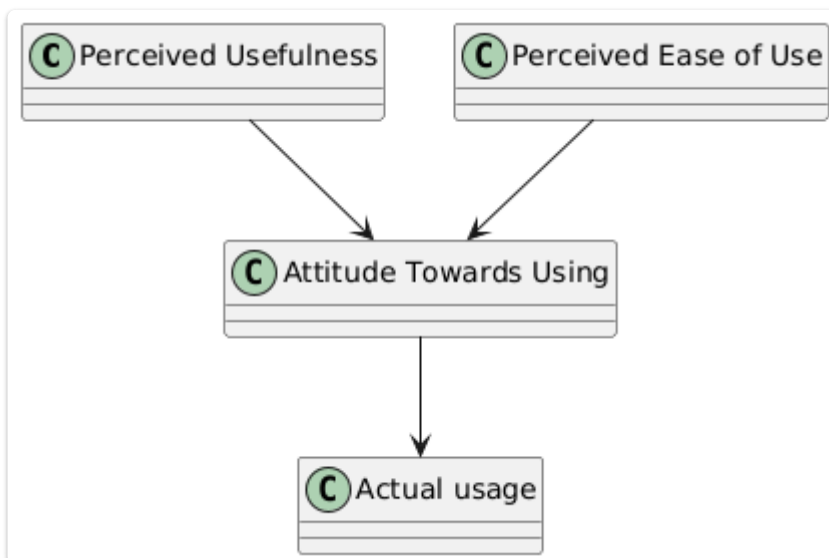 C Perceived Usefulness
C Perceived Ease of Use
C Attitude Towards Using
C Actual usage